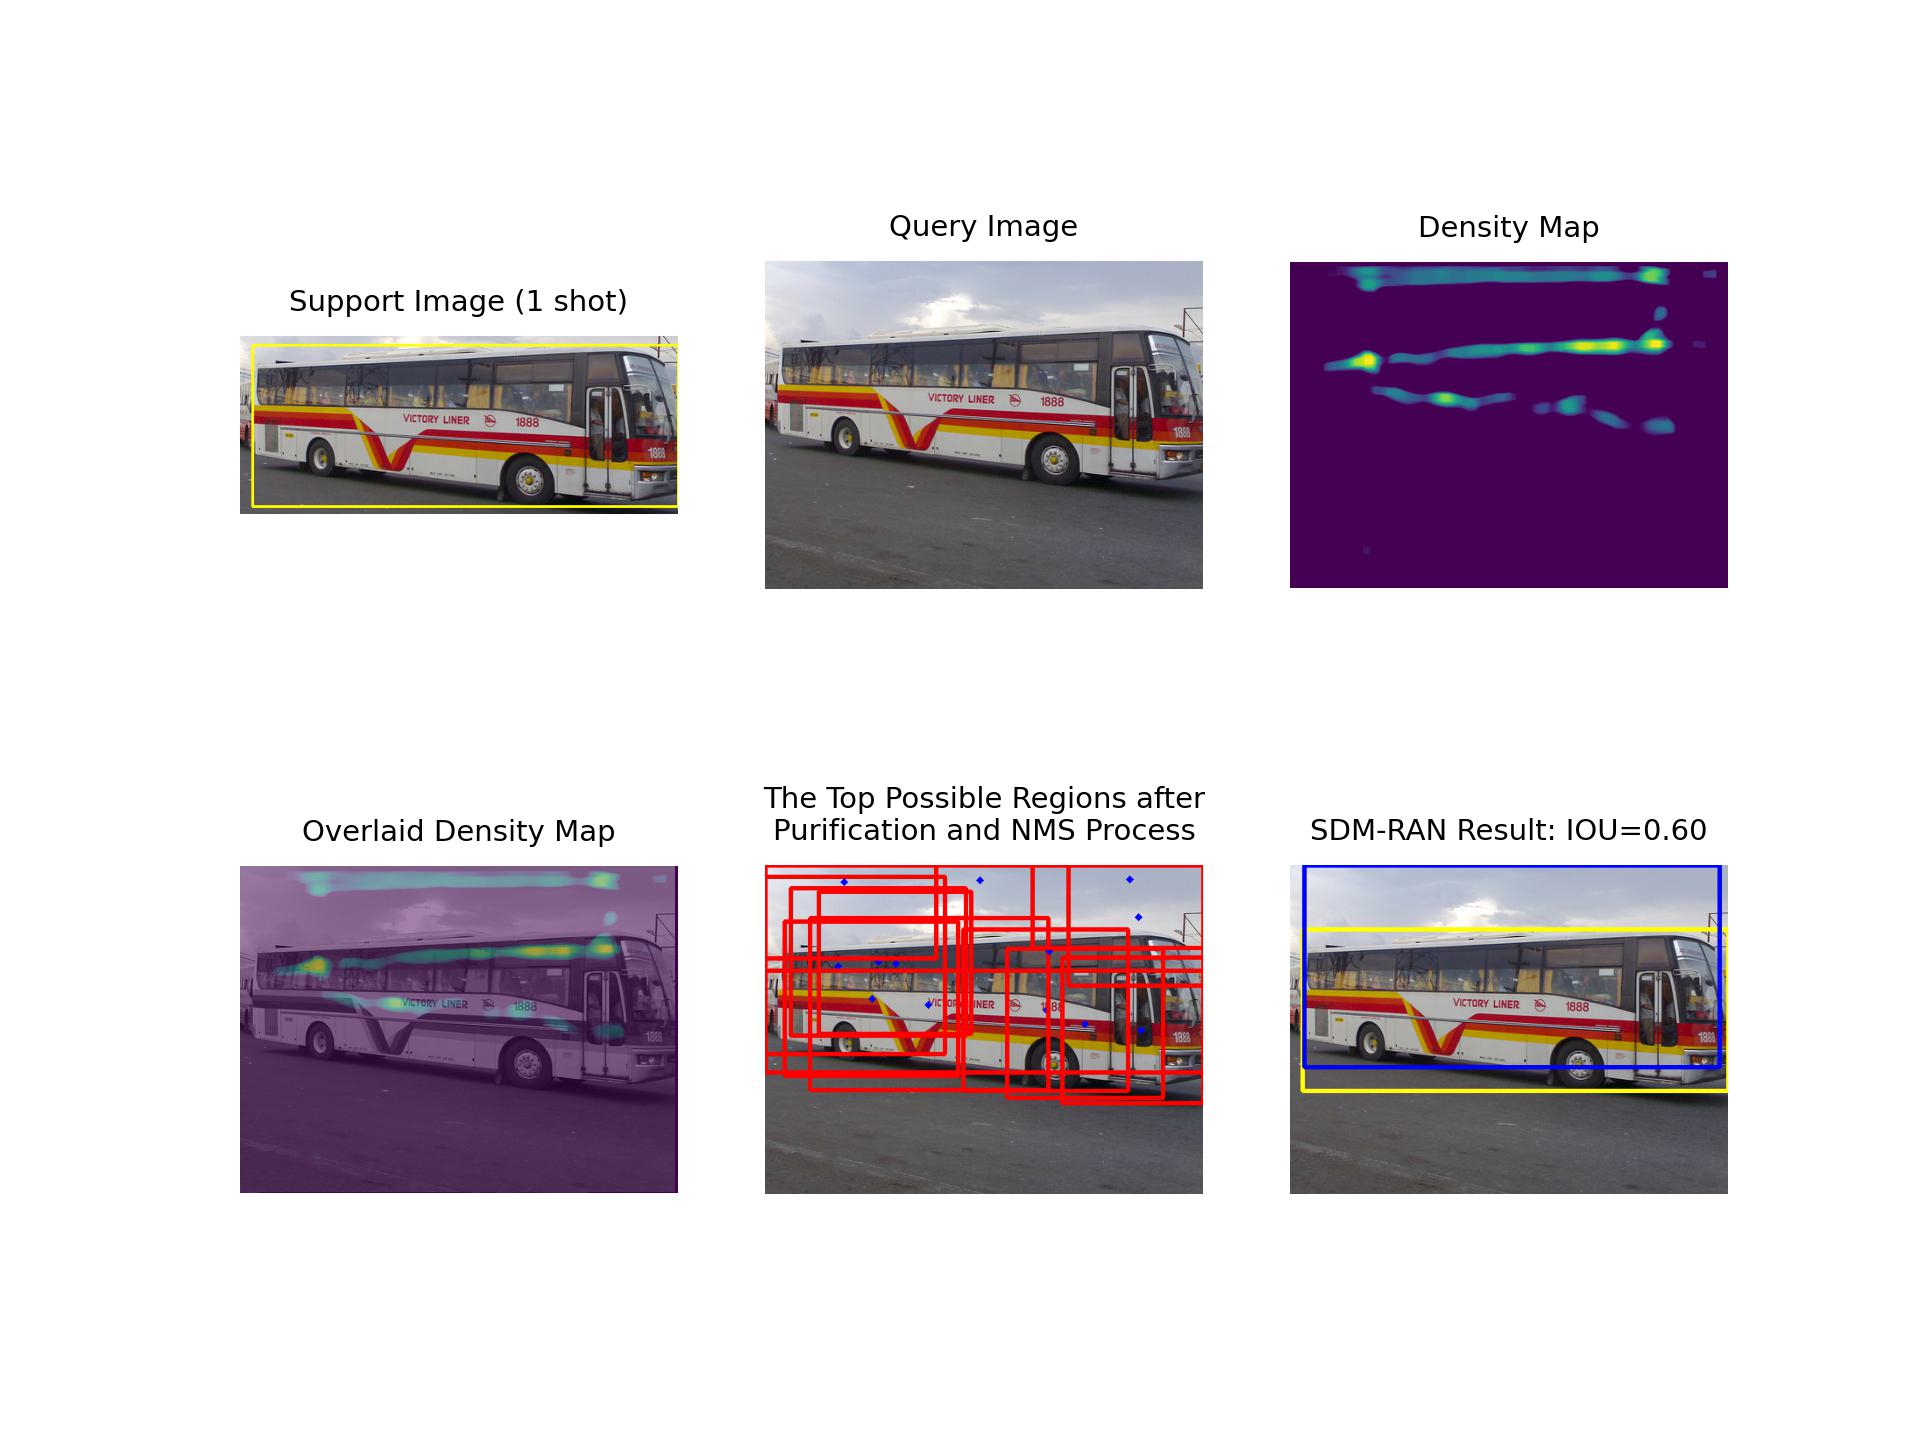 Query Image
Density Map
Support Image (1 shot)
VICTORY LINER 1888
1888
VICTORY LINER 1888
1888
The Top Possible Regions after
Purification and NMS Process
Overlaid Density Map
SDM-RAN Result: IOU=0.60
VICTORY LINER 1888
1888
VICTORY LINER 1888
1888
VICTORY LINER 1888
1888